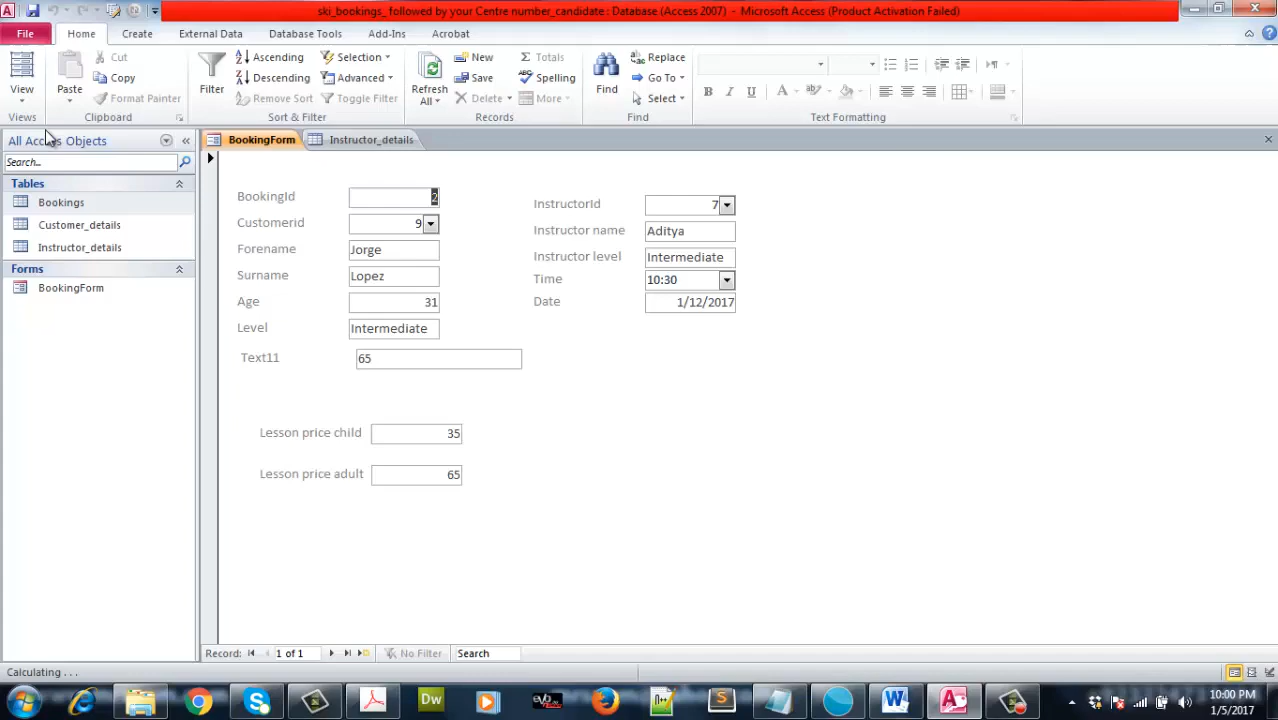 ski_bookings_ followed by your Centre number_candidate : Database (Access 2007) - Microsoft Access (Product Activation Failed)
File Home Create External Data Database Tools Add-Ins Acrobat
View
Views
Paste
Cut
Copy
Format Painter
Clipboard
Filter
Ascending
Descending
Remove Sort
Selection
Advanced
Toggle Filter
Sort & Filter
Refresh All
New
Save
Delete
Totals
Spelling
More
Records
Find
Replace
Go To
Select
Find
B I U
A
Text Formatting
All Access Objects
Search...
Tables
Bookings
Customer_details
Instructor_details
Forms
BookingForm
BookingForm Instructor_details
BookingId 2
Customerid 9
Forename Jorge
Surname Lopez
Age 31
Level Intermediate
Text11 65
InstructorId 7
Instructor name Aditya
Instructor level Intermediate
Time 10:30
Date 1/12/2017
Lesson price child 35
Lesson price adult 65
Record: 1 of 1 No Filter Search
Calculating . . .
10:00 PM
1/5/2017